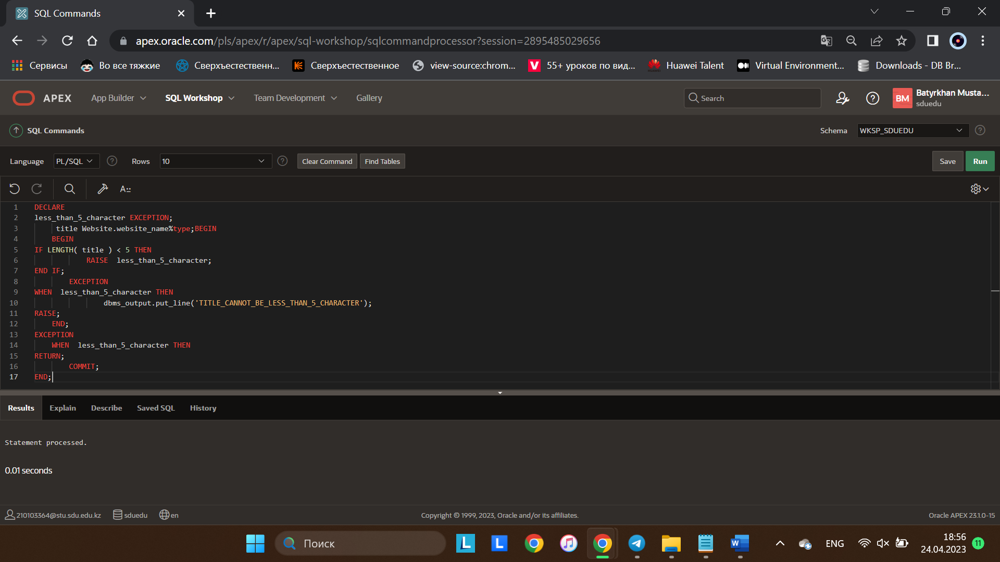 SQL Commands
apex.oracle.com/pls/apex/r/apex/sql-workshop/sqlcommandprocessor?session=2895485029656
Сервисы
Во все тяжкие
Сверхъестественн...
Сверхъестественное
view-source:chrom...
55+ уроков по вид...
Huawei Talent
Virtual Environment...
Downloads - DB Br...
APEX
App Builder
SQL Workshop
Team Development
Gallery
Search
BM
Batyrkhan Musta...
sduedu
SQL Commands
Schema
WKSP_SDUEDU
Language
PL/SQL
Rows
10
Clear Command
Find Tables
Save
Run
1 DECLARE
2 less_than_5_character EXCEPTION;
3 title Website.website_name%type;BEGIN
4 BEGIN
5 IF LENGTH( title ) < 5 THEN
6 RAISE  less_than_5_character;
7 END IF;
8 EXCEPTION
9 WHEN  less_than_5_character THEN
10 dbms_output.put_line('TITLE_CANNOT_BE_LESS_THAN_5_CHARACTER');
11 RAISE;
12 END;
13 EXCEPTION
14 WHEN  less_than_5_character THEN
15 RETURN;
16 COMMIT;
17 END;
Results
Explain
Describe
Saved SQL
History
Statement processed.
0.01 seconds
210103364@stu.sdu.edu.kz
sduedu
en
Copyright © 1999, 2023, Oracle and/or its affiliates.
Oracle APEX 23.1.0-15
Поиск
ENG
18:56
24.04.2023
11